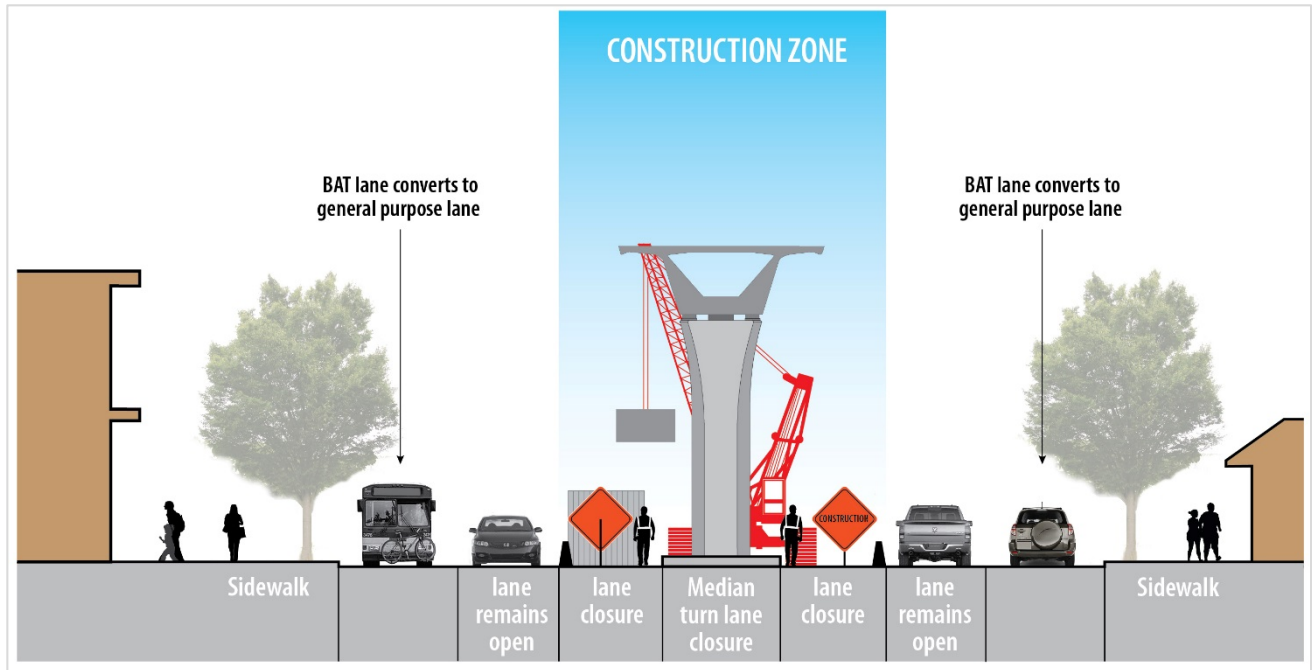 CONSTRUCTION ZONE
BAT lane converts to
general purpose lane
BAT lane converts to
general purpose lane
CONSTRUCTION
Sidewalk
lane
remains
open
lane
closure
Median
turn lane
closure
lane
closure
lane
remains
open
Sidewalk